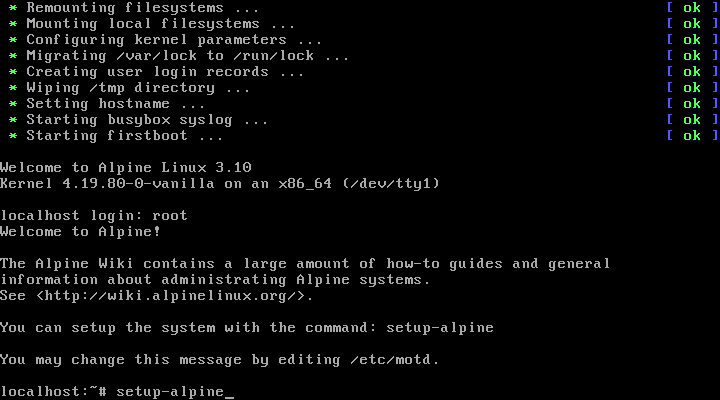 * Remounting filesystems ... [ ok ]
* Mounting local filesystems ... [ ok ]
* Configuring kernel parameters ... [ ok ]
* Migrating /var/lock to /run/lock ... [ ok ]
* Creating user login records ... [ ok ]
* Wiping /tmp directory ... [ ok ]
* Setting hostname ... [ ok ]
* Starting busybox syslog ... [ ok ]
* Starting firstboot ... [ ok ]
Welcome to Alpine Linux 3.10
Kernel 4.19.80-0-vanilla on an x86_64 (/dev/tty1)
localhost login: root
Welcome to Alpine!
The Alpine Wiki contains a large amount of how-to guides and general
information about administrating Alpine systems.
See <http://wiki.alpinelinux.org/>.
You can setup the system with the command: setup-alpine
You may change this message by editing /etc/motd.
localhost:~# setup-alpine_